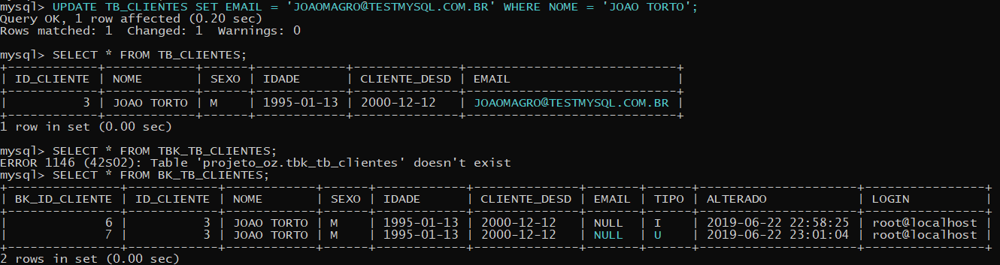 mysql> UPDATE TB_CLIENTES SET EMAIL = 'JOAOMAGRO@TESTMYSQL.COM.BR' WHERE NOME = 'JOAO TORTO';
Query OK, 1 row affected (0.20 sec)
Rows matched: 1  Changed: 1  Warnings: 0

mysql> SELECT * FROM TB_CLIENTES;
+------------+------------+------+------------+--------------+----------------------------+
| ID_CLIENTE | NOME       | SEXO | IDADE      | CLIENTE_DESD | EMAIL                      |
+------------+------------+------+------------+--------------+----------------------------+
|          3 | JOAO TORTO | M    | 1995-01-13 | 2000-12-12   | JOAOMAGRO@TESTMYSQL.COM.BR |
+------------+------------+------+------------+--------------+----------------------------+
1 row in set (0.00 sec)

mysql> SELECT * FROM TBK_TB_CLIENTES;
ERROR 1146 (42S02): Table 'projeto_oz.tbk_tb_clientes' doesn't exist
mysql> SELECT * FROM BK_TB_CLIENTES;
+---------------+------------+------------+------+------------+--------------+-------+------+---------------------+----------------+
| BK_ID_CLIENTE | ID_CLIENTE | NOME       | SEXO | IDADE      | CLIENTE_DESD | EMAIL | TIPO | ALTERADO            | LOGIN          |
+---------------+------------+------------+------+------------+--------------+-------+------+---------------------+----------------+
|             6 |          3 | JOAO TORTO | M    | 1995-01-13 | 2000-12-12   | NULL  | I    | 2019-06-22 22:58:25 | root@localhost |
|             7 |          3 | JOAO TORTO | M    | 1995-01-13 | 2000-12-12   | NULL  | U    | 2019-06-22 23:01:04 | root@localhost |
+---------------+------------+------------+------+------------+--------------+-------+------+---------------------+----------------+
2 rows in set (0.00 sec)